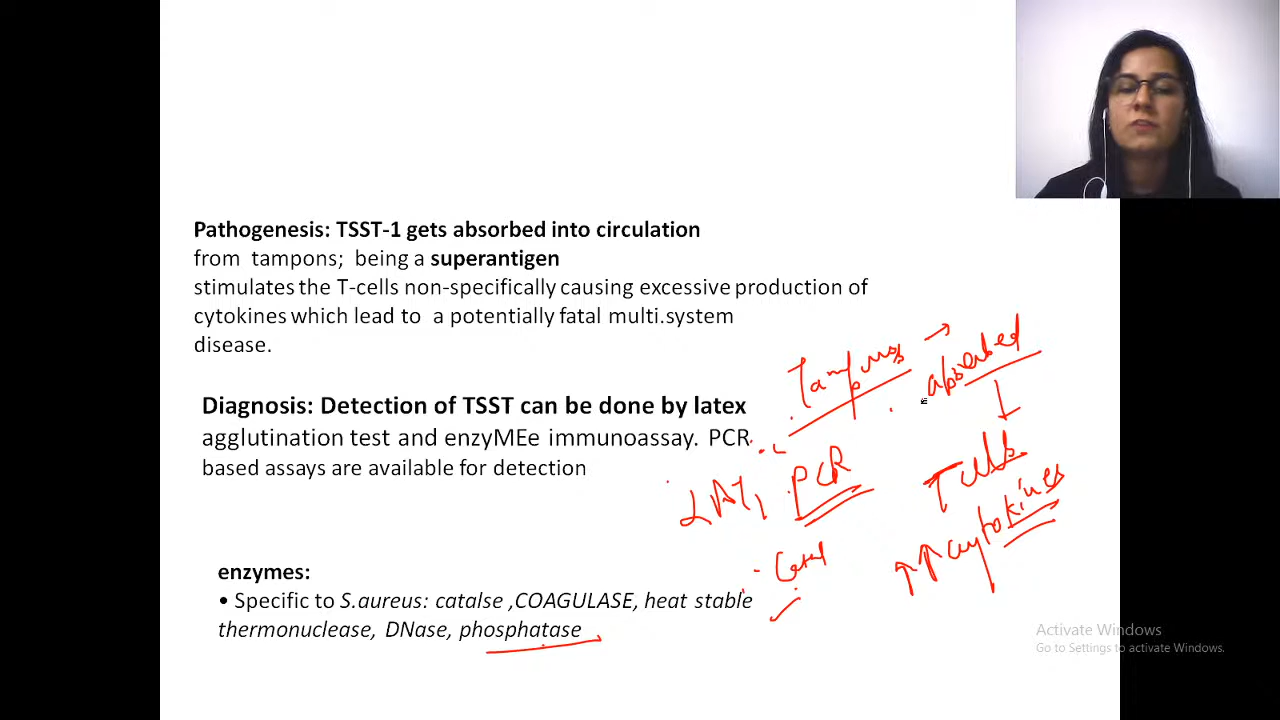 Pathogenesis: TSST-1 gets absorbed into circulation
from tampons; being a superantigen
stimulates the T-cells non-specifically causing excessive production of
cytokines which lead to a potentially fatal multi.system
disease.
Tampons → absorbed
Diagnosis: Detection of TSST can be done by latex
agglutination test and enzyMEe immunoassay. PCR
based assays are available for detection
LAT, PCR
T cells
↑↑ cytokines
enzymes:
• Specific to S.aureus: catalse ,COAGULASE, heat stable
thermonuclease, DNase, phosphatase
Activate Windows
Go to Settings to activate Windows.